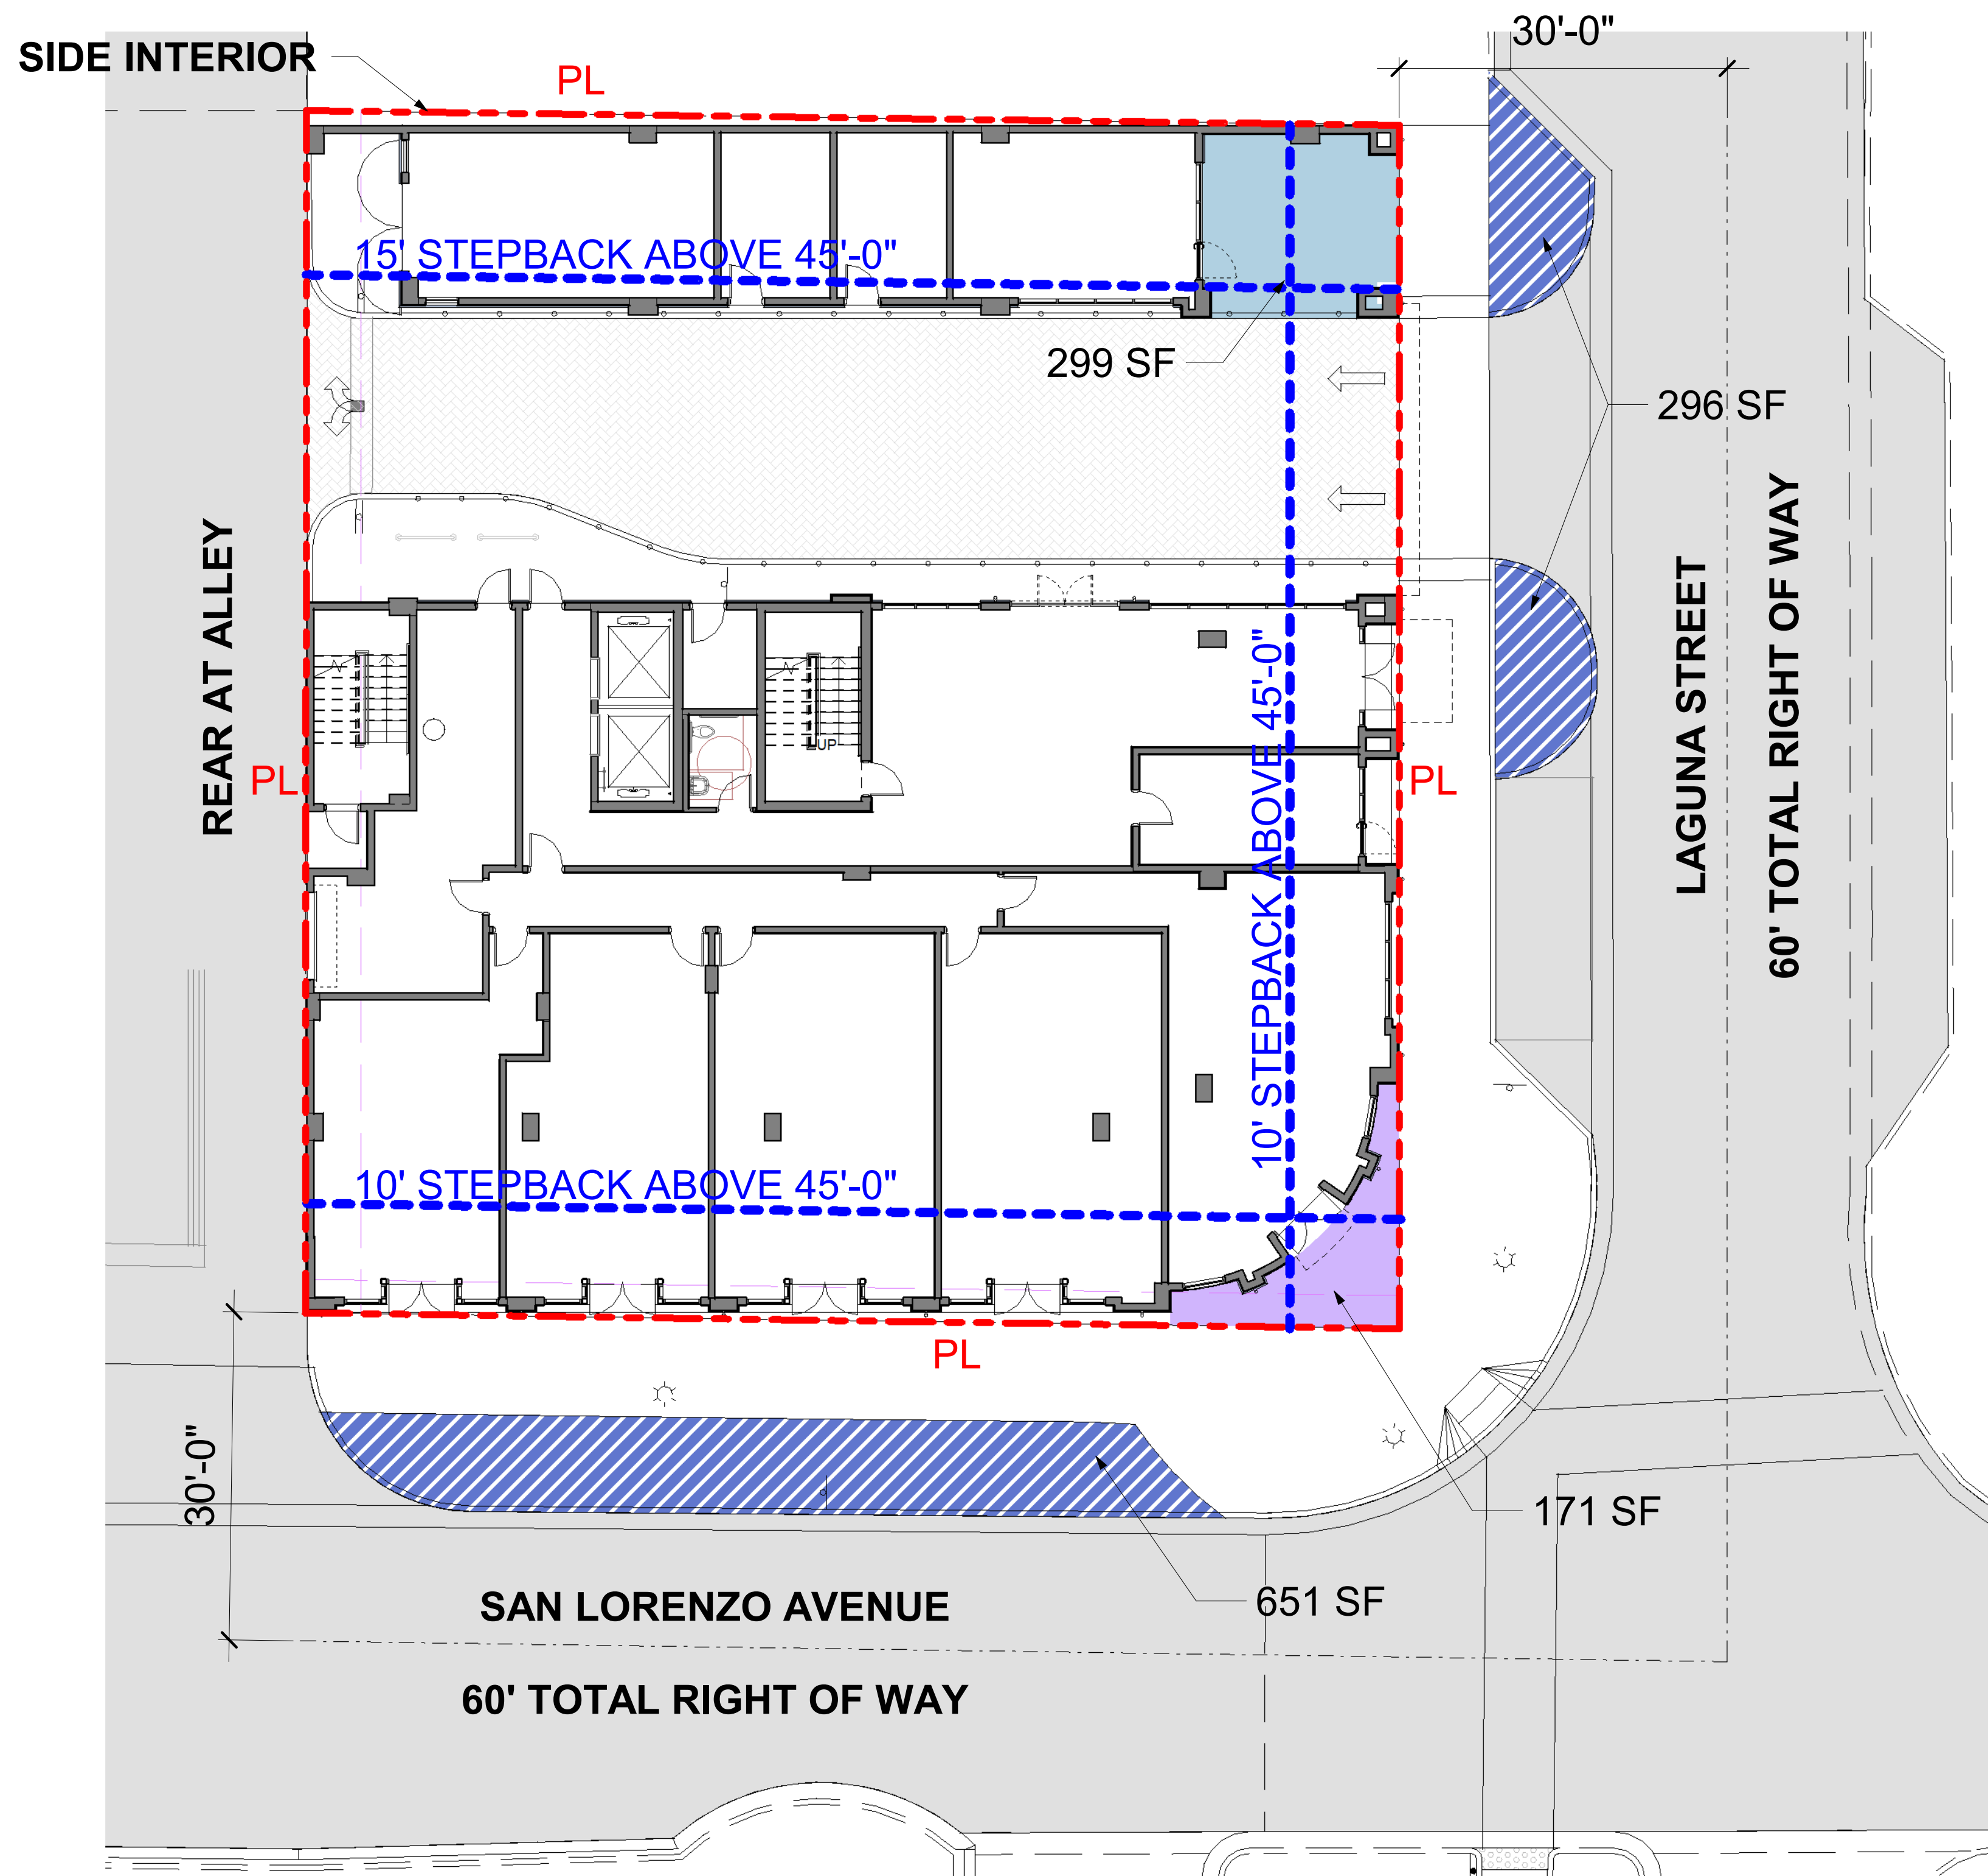 30'-0"
SIDE INTERIOR
PL
15' STEPBACK ABOVE 45'-0"
299 SF
296 SF
REAR AT ALLEY
LAGUNA STREET
60' TOTAL RIGHT OF WAY
10' STEPBACK ABOVE 45'-0"
UP
PL
PL
10' STEPBACK ABOVE 45'-0"
PL
30'-0"
171 SF
SAN LORENZO AVENUE
651 SF
60' TOTAL RIGHT OF WAY